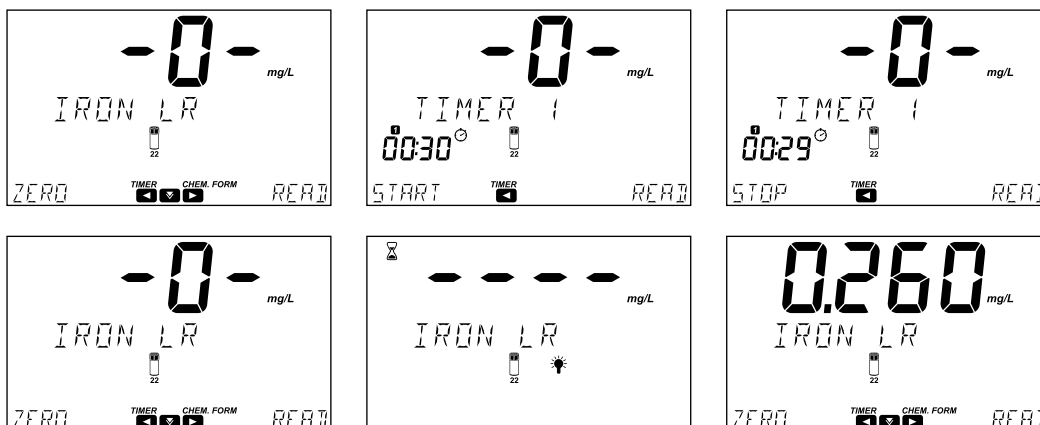 -0-
mg/L
IRON LR
22
ZERO TIMER CHEM. FORM READ
-0-
mg/L
TIMER 1
1
00:30
22
START TIMER READ
-0-
mg/L
TIMER 1
1
00:29
22
STOP TIMER READ
-0-
mg/L
IRON LR
22
ZERO TIMER CHEM. FORM READ
----
mg/L
IRON LR
22
0.260
mg/L
IRON LR
22
ZERO TIMER CHEM. FORM READ